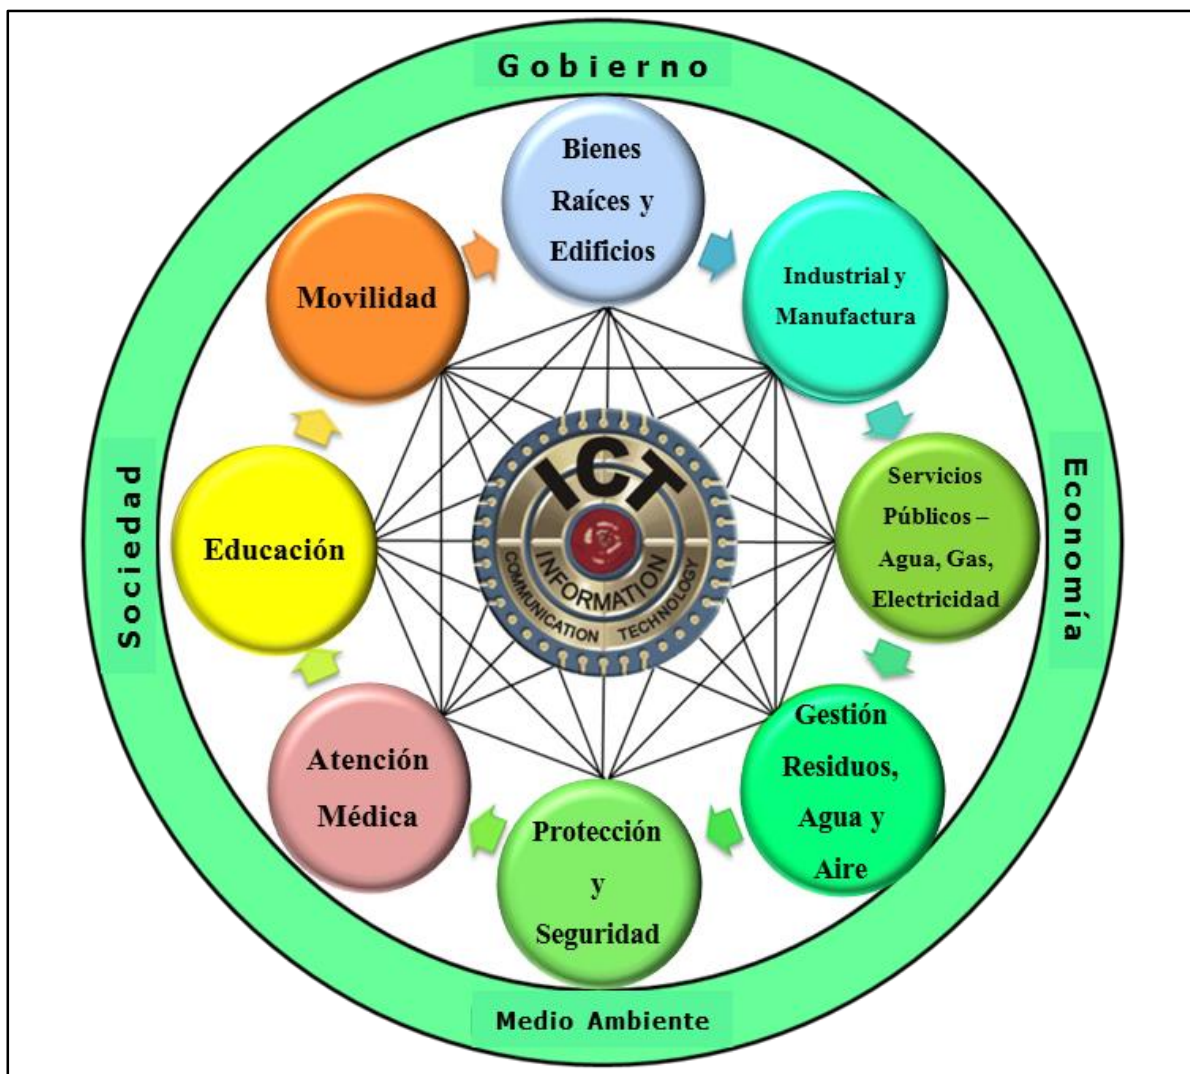 Gobierno
Bienes
Raíces y
Edificios
Industrial y
Manufactura
Servicios
Públicos –
Agua, Gas,
Electricidad
Gestión
Residuos,
Agua y
Aire
Protección
y
Seguridad
Atención
Médica
Educación
Movilidad
ICT
INFORMATION
COMMUNICATION TECHNOLOGY
Sociedad
Economía
Medio Ambiente